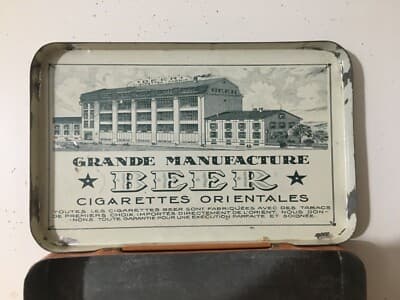 GRANDE MANUFACTURE
★ BEER ★
CIGARETTES ORIENTALES
TOUTES LES CIGARETTES BEER SONT FABRIQUÉES AVEC DES TABACS
DE PREMIERS CHOIX IMPORTÉS DIRECTEMENT DE L'ORIENT. NOUS DON-
NONS TOUTE GARANTIE POUR UNE EXÉCUTION PARFAITE ET SOIGNÉE.